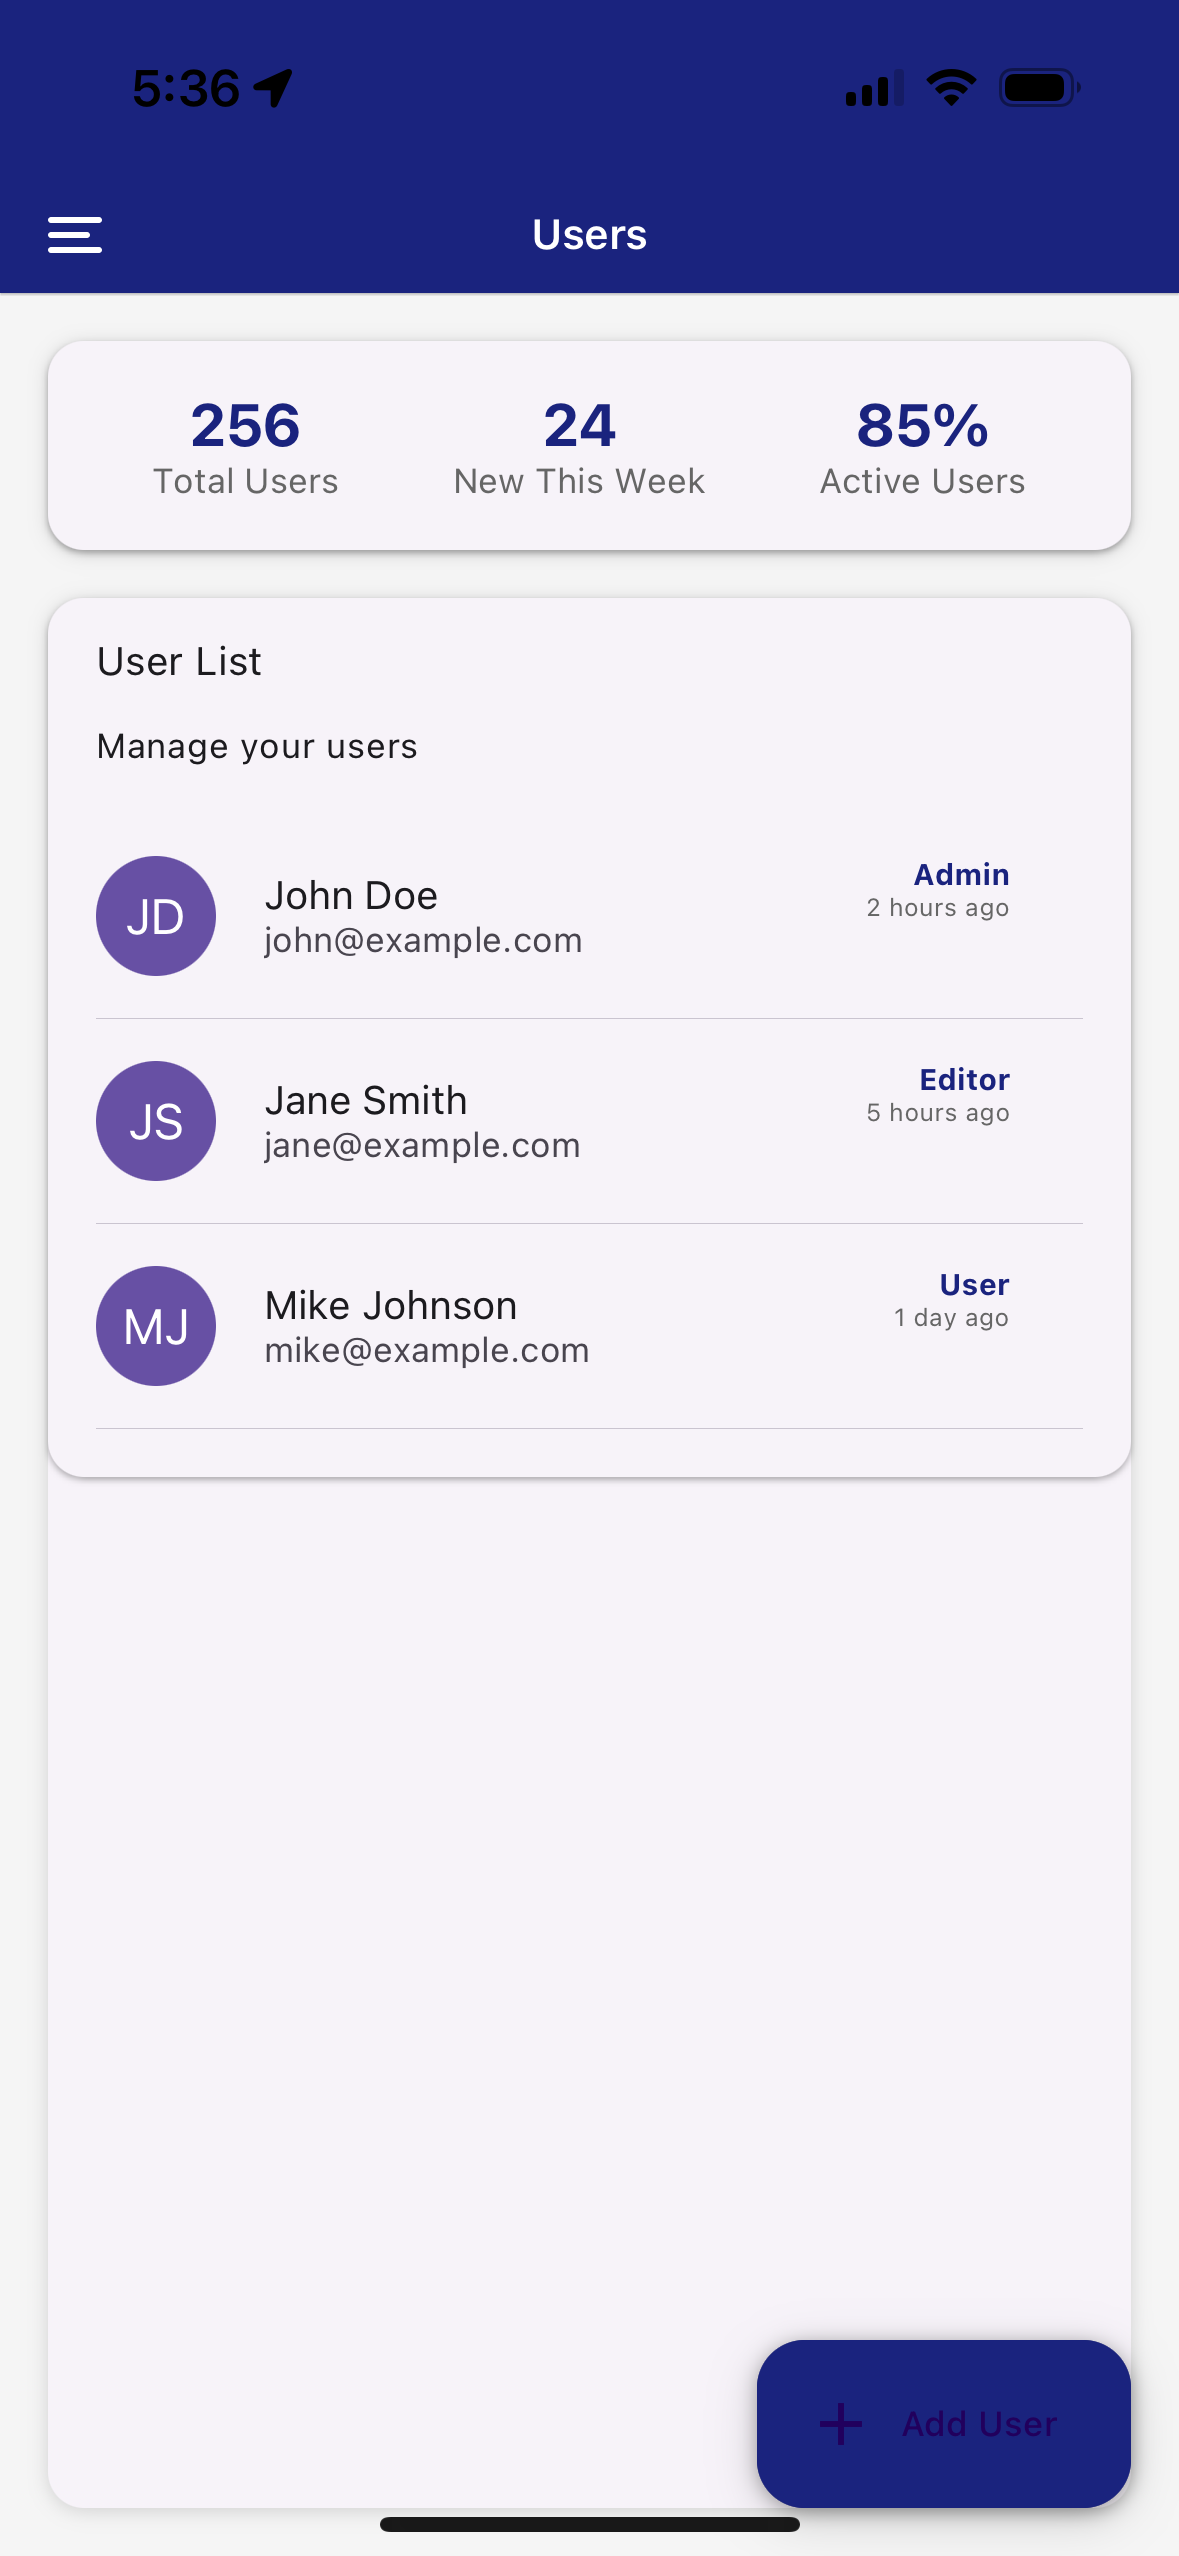 5:36
Users
256
24
85%
Total Users
New This Week
Active Users
User List
Manage your users
JD
John Doe
john@example.com
Admin
2 hours ago
JS
Jane Smith
jane@example.com
Editor
5 hours ago
MJ
Mike Johnson
mike@example.com
User
1 day ago
Add User